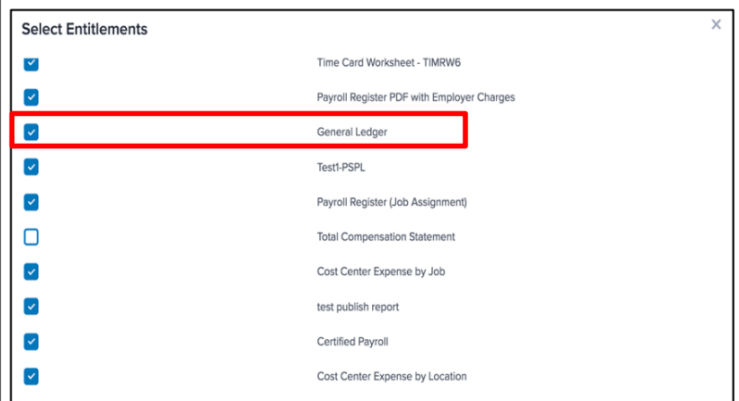 Select Entitlements
Time Card Worksheet - TIMRW6
Payroll Register PDF with Employer Charges
General Ledger
Test1-PSPL
Payroll Register (Job Assignment)
Total Compensation Statement
Cost Center Expense by Job
test publish report
Certified Payroll
Cost Center Expense by Location